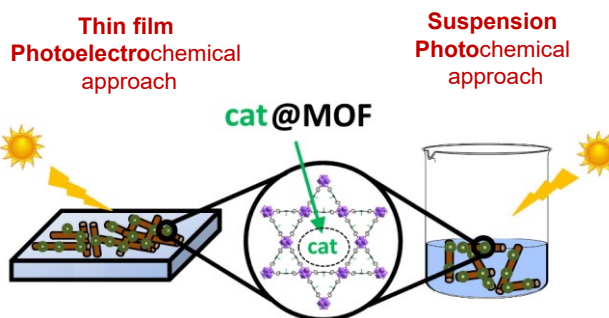 Thin film
Photoelectrochemical
approach
Suspension
Photochemical
approach
cat@MOF
cat